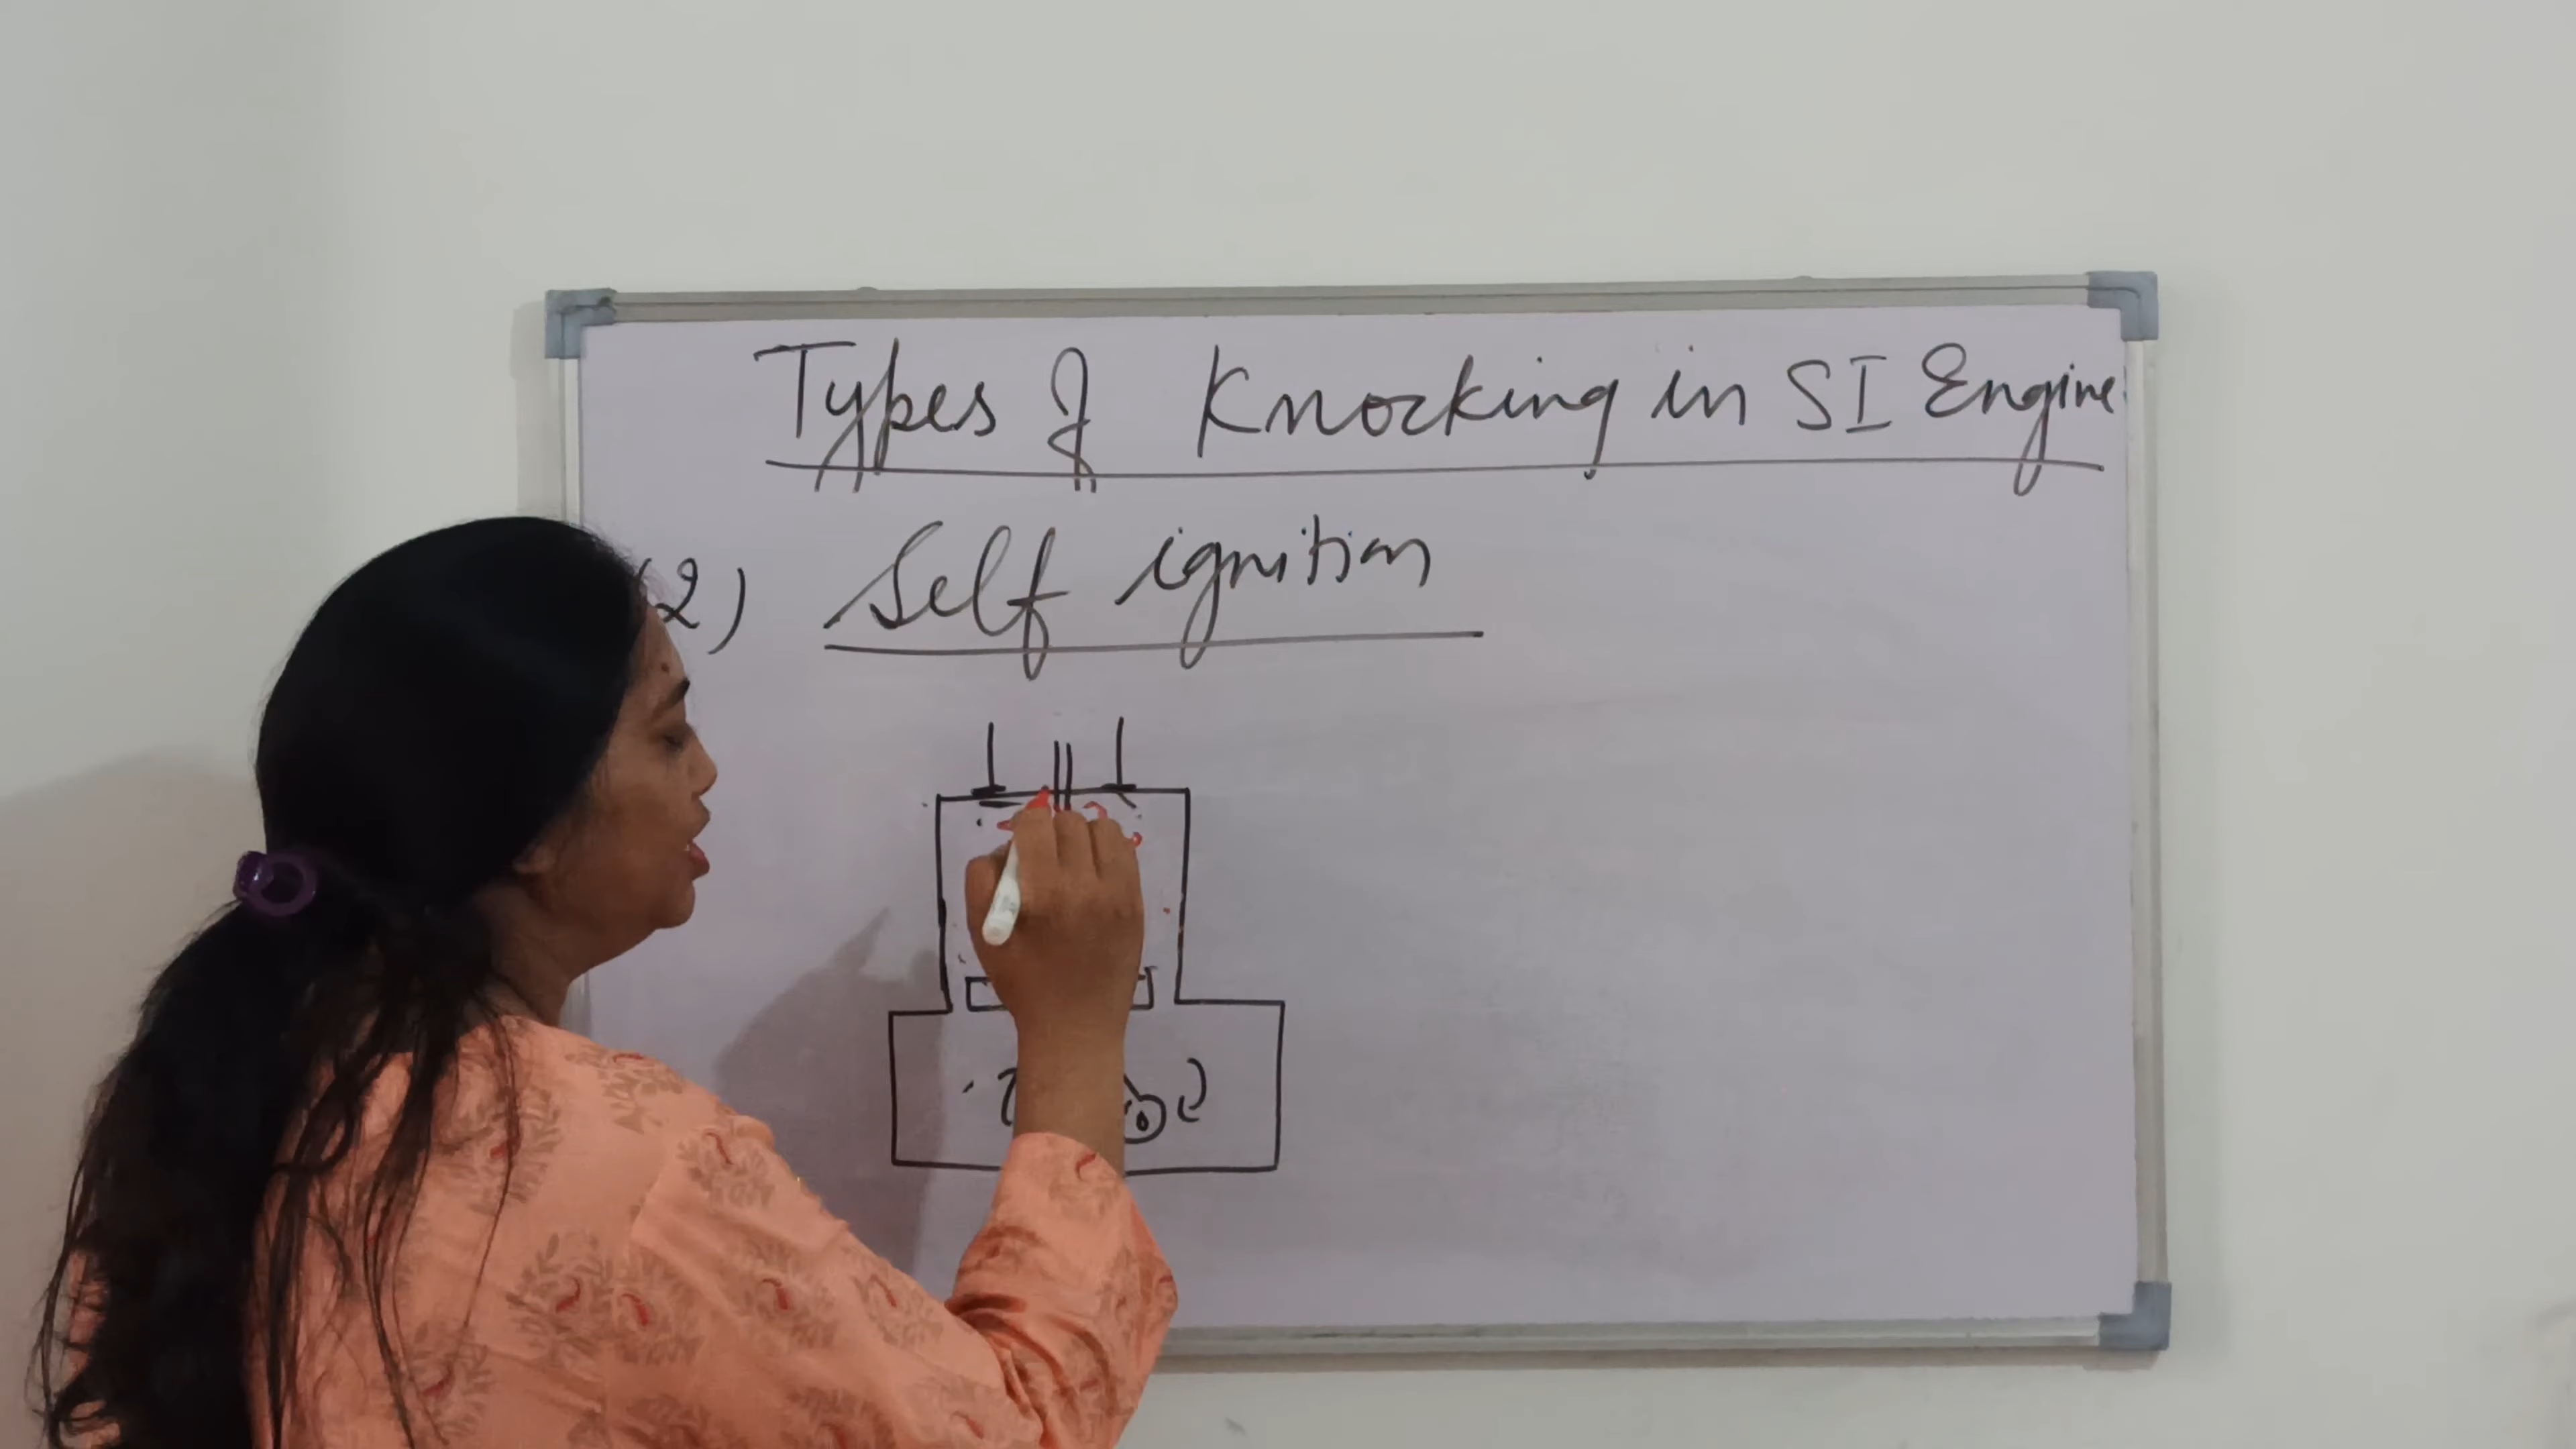 Types of Knocking in SI Engine
(2) Self ignition